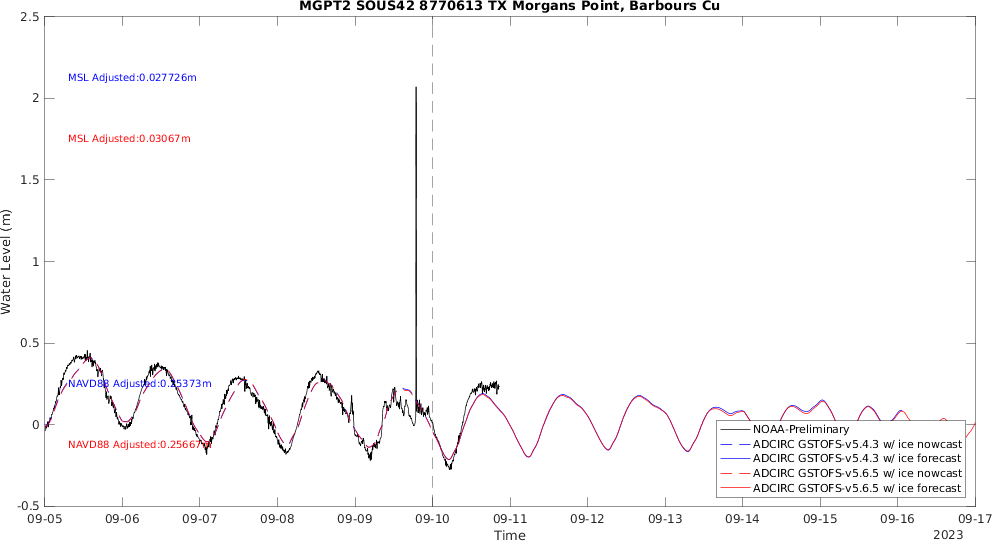 MGPT2 SOUS42 8770613 TX Morgans Point, Barbours Cu
2.5
MSL Adjusted:0.027726m
2
MSL Adjusted:0.03067m
1.5
Water Level (m)
1
0.5
NAVD88 Adjusted:0.25373m
0
NAVD88 Adjusted:0.25667m
NOAA-Preliminary
ADCIRC GSTOFS-v5.4.3 w/ ice nowcast
ADCIRC GSTOFS-v5.4.3 w/ ice forecast
ADCIRC GSTOFS-v5.6.5 w/ ice nowcast
ADCIRC GSTOFS-v5.6.5 w/ ice forecast
-0.5
09-05 09-06 09-07 09-08 09-09 09-10 09-11 09-12 09-13 09-14 09-15 09-16 09-17
Time
2023